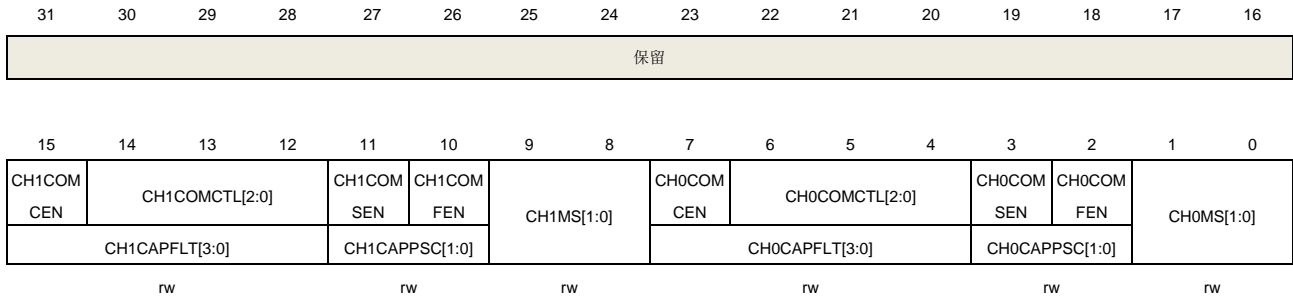 31 30 29 28 27 26 25 24 23 22 21 20 19 18 17 16
保留
15 14 13 12 11 10 9 8 7 6 5 4 3 2 1 0
CH1COM CEN CH1COMCTL[2:0] CH1COM SEN CH1COM FEN CH1MS[1:0] CH0COM CEN CH0COMCTL[2:0] CH0COM SEN CH0COM FEN CH0MS[1:0]
CH1CAPFLT[3:0] CH1CAPPSC[1:0] CH0CAPFLT[3:0] CH0CAPPSC[1:0]
rw rw rw rw rw rw